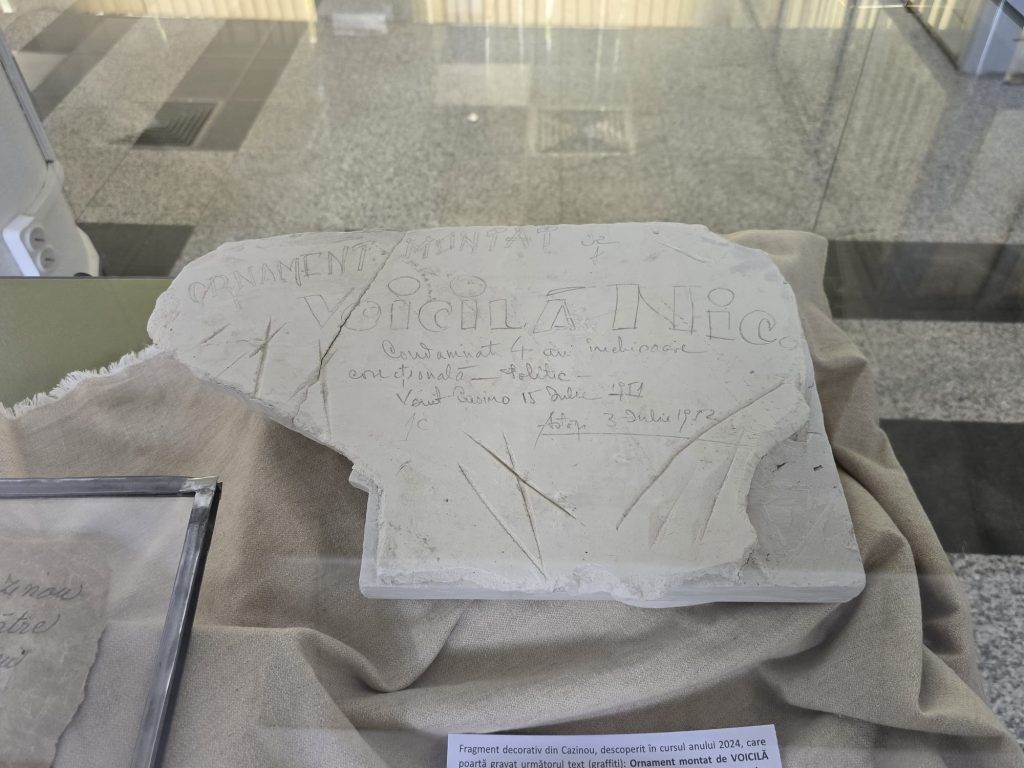 ORNAMENT MONTAT de
VOICILĂ Nic.
Condamnat 4 ani închisoare
corecțională – Politic –
Venit Casino 15 Iulie 1951
Astăzi 3 Iulie 1952
ătre
Fragment decorativ din Cazinou, descoperit în cursul anului 2024, care
poartă gravat următorul text (graffiti): Ornament montat de VOICILĂ